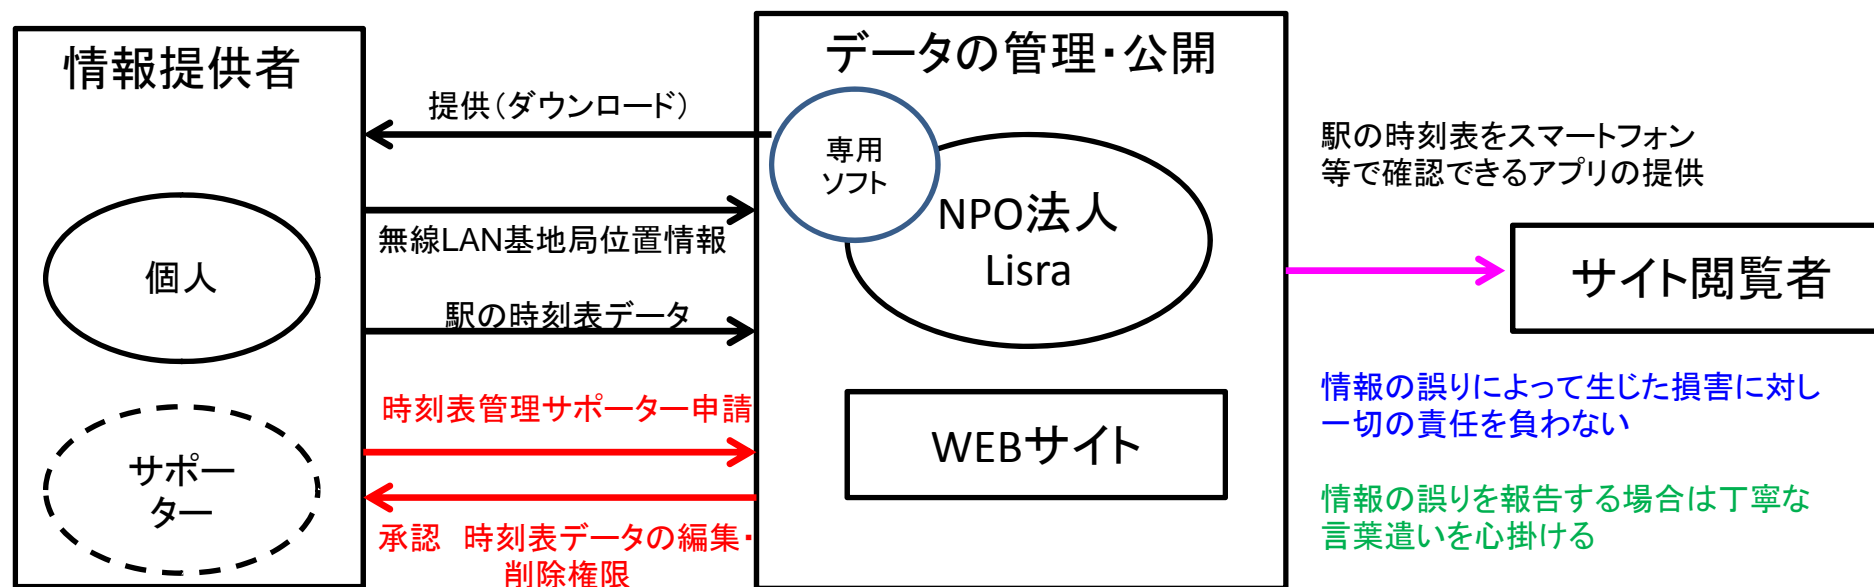 情報提供者
個人
サポー
ター
提供(ダウンロード)
無線LAN基地局位置情報
駅の時刻表データ
時刻表管理サポーター申請
承認 時刻表データの編集・
削除権限
データの管理・公開
専用
ソフト
NPO法人
Lisra
WEBサイト
駅の時刻表をスマートフォン
等で確認できるアプリの提供
サイト閲覧者
情報の誤りによって生じた損害に対し
一切の責任を負わない
情報の誤りを報告する場合は丁寧な
言葉遣いを心掛ける